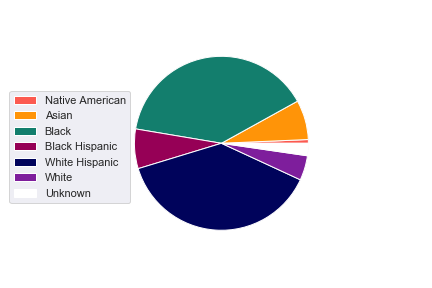 Native American
Asian
Black
Black Hispanic
White Hispanic
White
Unknown